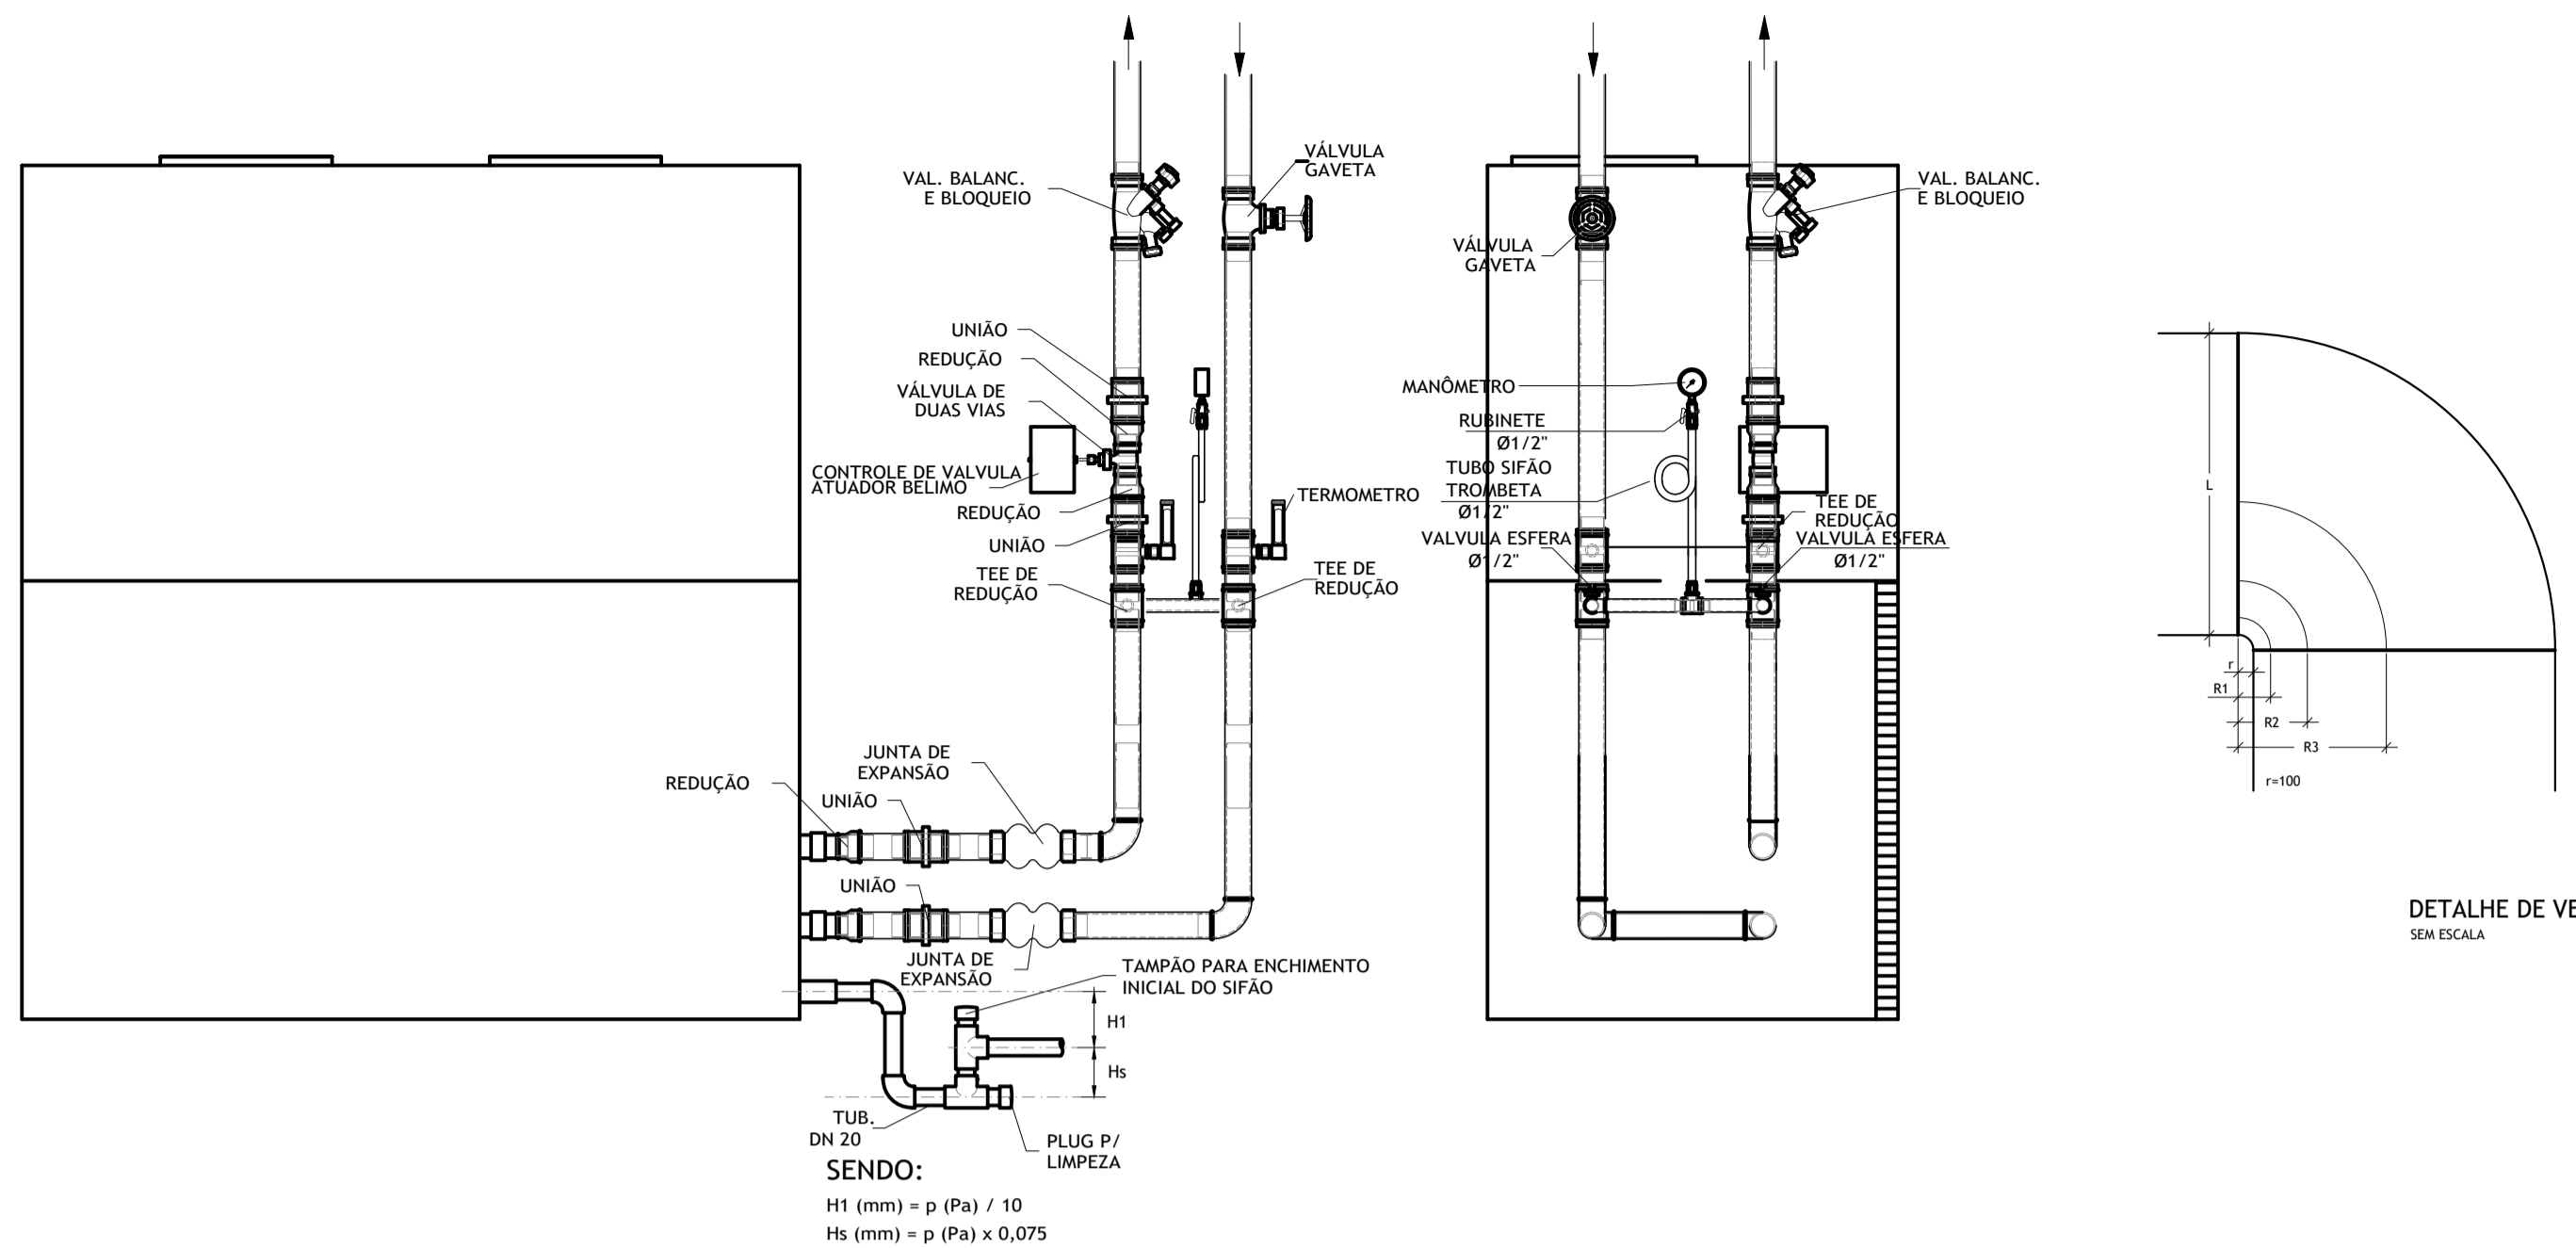 VAL. BALANC.
E BLOQUEIO
VÁLVULA
GAVETA
UNIÃO
REDUÇÃO
VÁLVULA DE
DUAS VIAS
CONTROLE DE VALVULA
ATUADOR BELIMO
REDUÇÃO
UNIÃO
TERMOMETRO
TEE DE
REDUÇÃO
TEE DE
REDUÇÃO
JUNTA DE
EXPANSÃO
REDUÇÃO
UNIÃO
UNIÃO
JUNTA DE
EXPANSÃO
TAMPÃO PARA ENCHIMENTO
INICIAL DO SIFÃO
H1
Hs
TUB.
DN 20
PLUG P/
LIMPEZA
SENDO:
H1 (mm) = p (Pa) / 10
Hs (mm) = p (Pa) x 0,075
VAL. BALANC.
E BLOQUEIO
VÁLVULA
GAVETA
MANÔMETRO
RUBINETE
Ø1/2"
TUBO SIFÃO
TROMBETA
Ø1/2"
VALVULA ESFERA
Ø1/2"
TEE DE
REDUÇÃO
VALVULA ESFERA
Ø1/2"
L
r
R1
R2
R3
r=100
DETALHE DE VE
SEM ESCALA